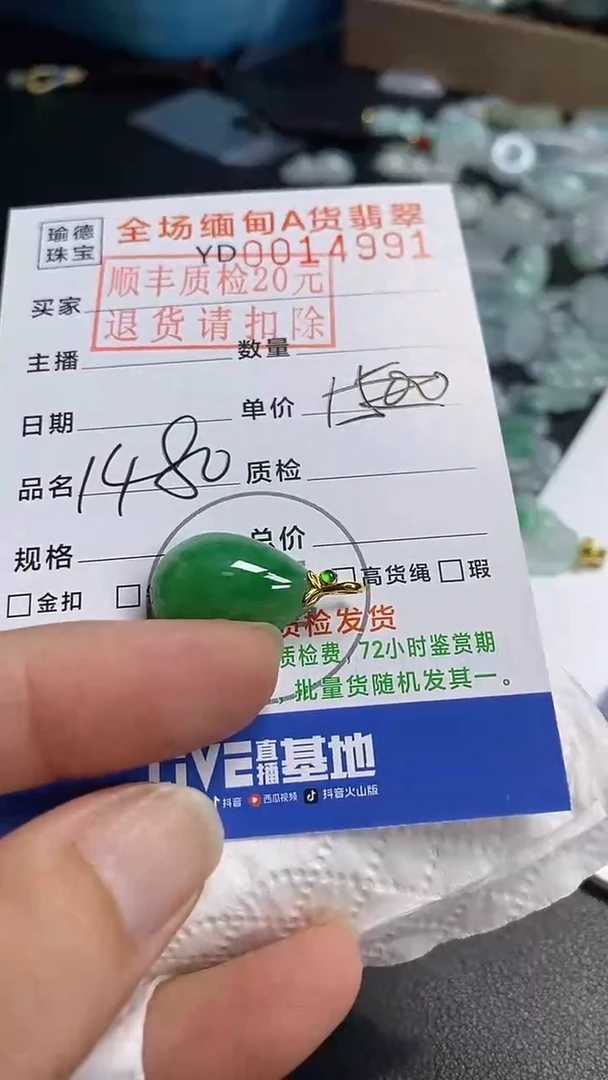 瑜德
珠宝
全场缅甸A货翡翠
YD0014991
顺丰质检20元
退货请扣除
买家
主播
数量
日期
单价 1500
品名 1480
质检
规格
总价
金扣
高货绳
瑕
质检发货
质检费，72小时鉴赏期
，批量货随机发其一。
LIVE直播基地
抖音
西瓜视频
抖音火山版